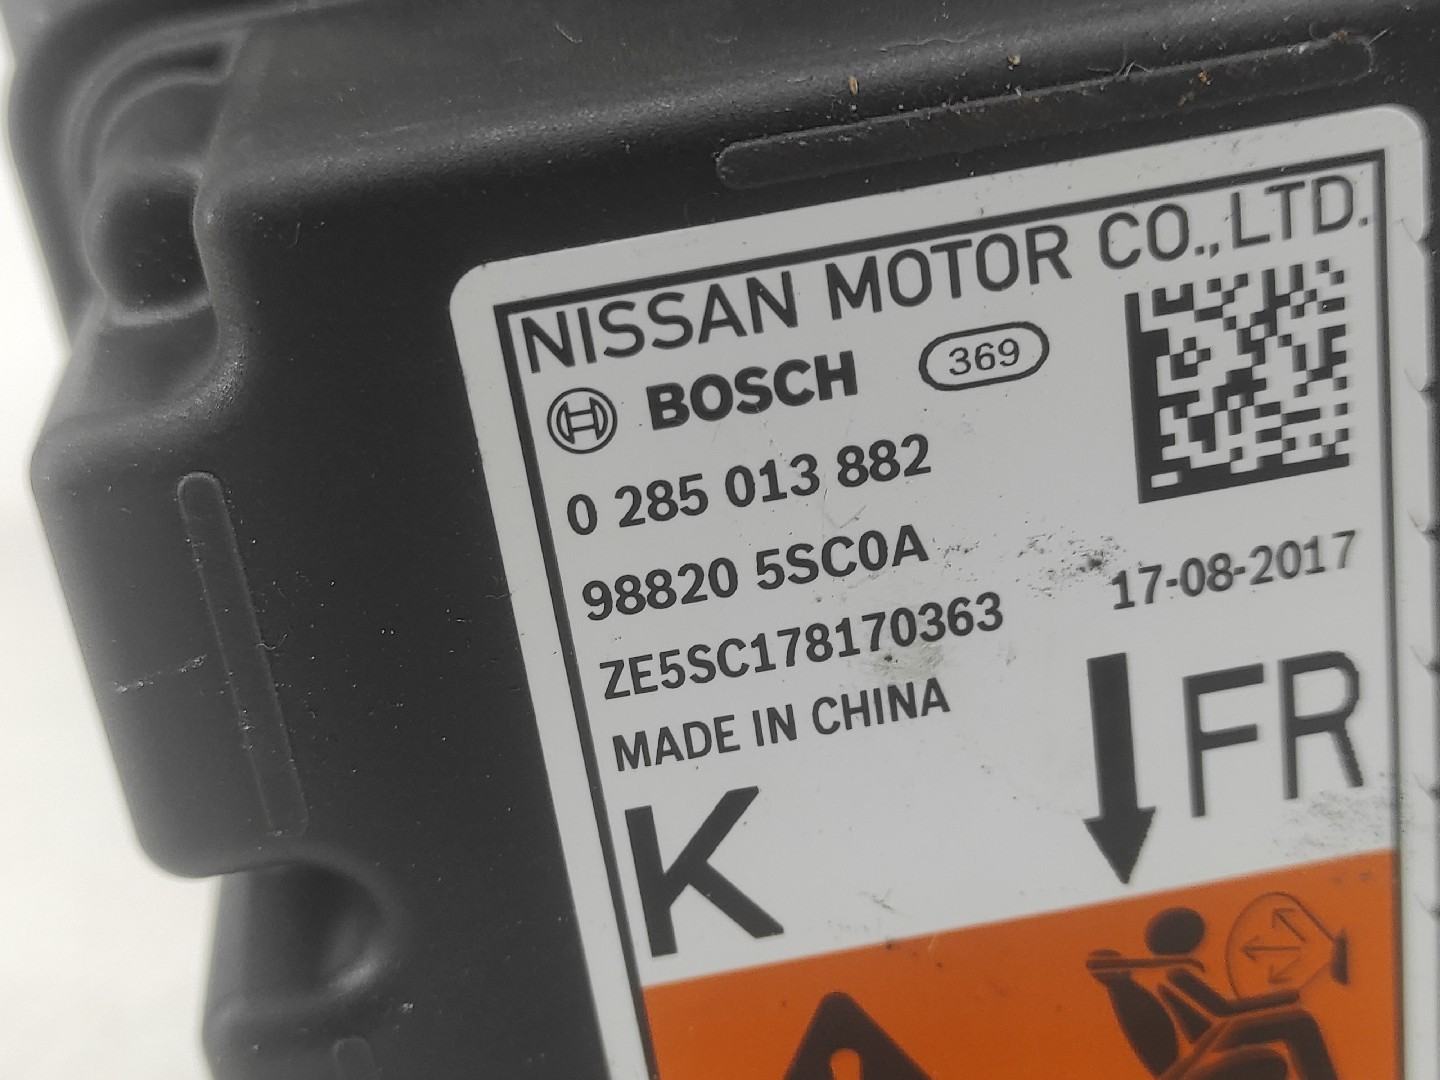 NISSAN MOTOR CO., LTD.
BOSCH 369
0 285 013 882
98820 5SC0A
ZE5SC178170363 17-08-2017
MADE IN CHINA
K FR